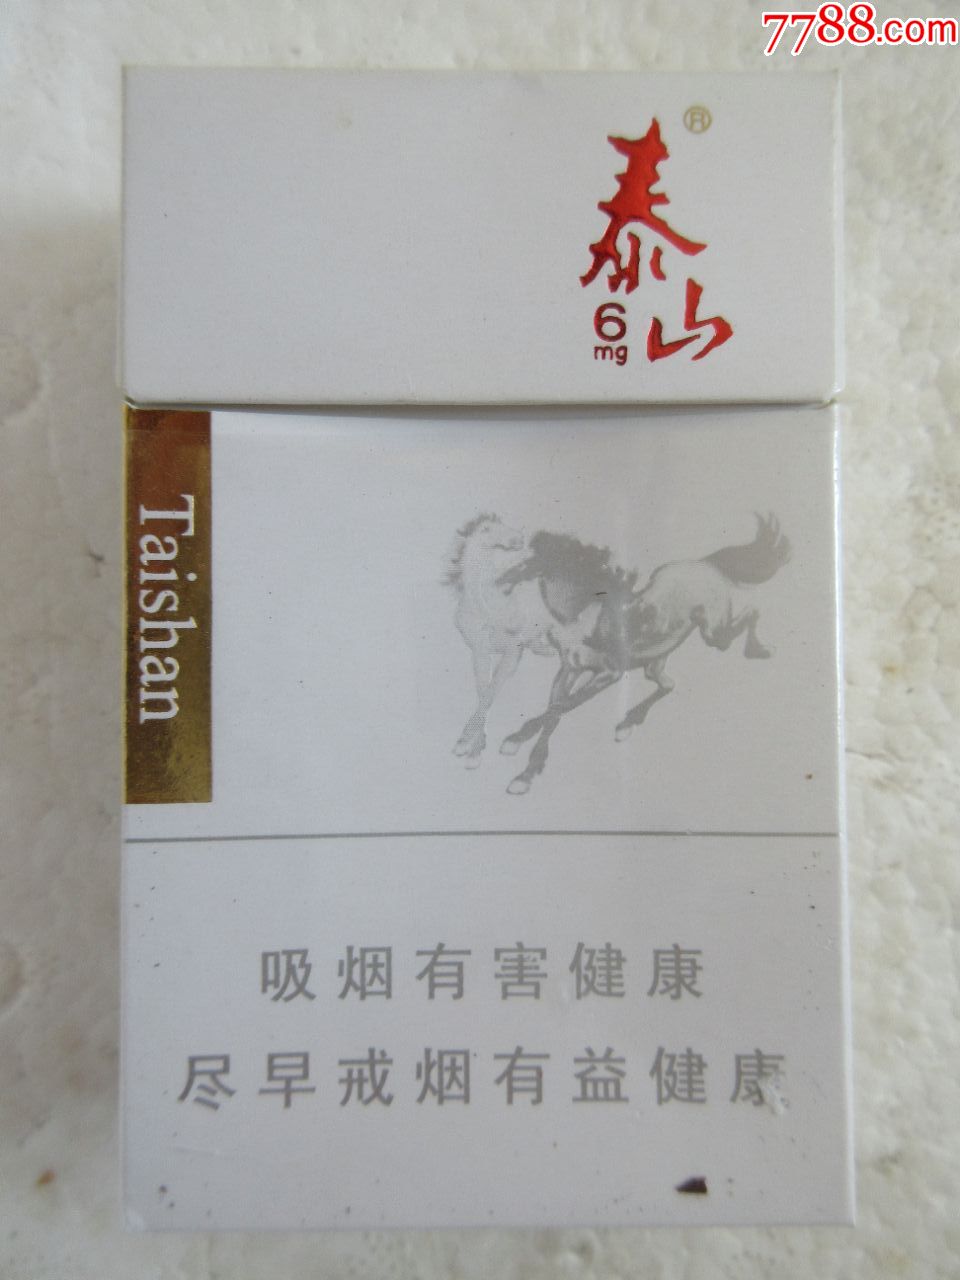 7788.com
泰山
®
6
mg
Taishan
吸烟有害健康
尽早戒烟有益健康